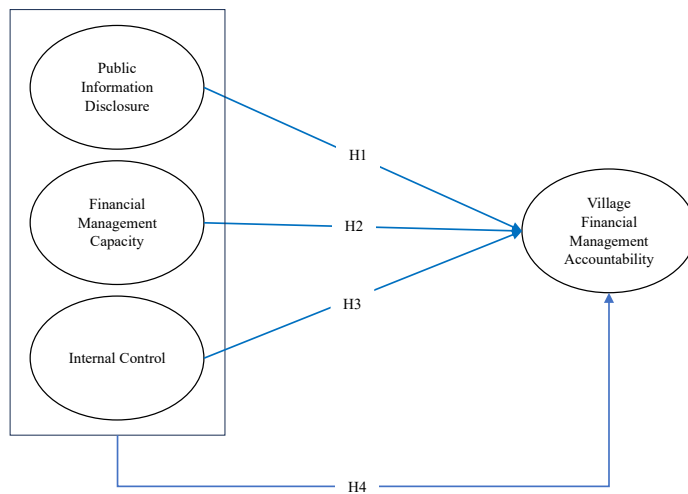 Public
Information
Disclosure
H1
Financial
Management
Capacity
H2
Village
Financial
Management
Accountability
H3
Internal Control
H4